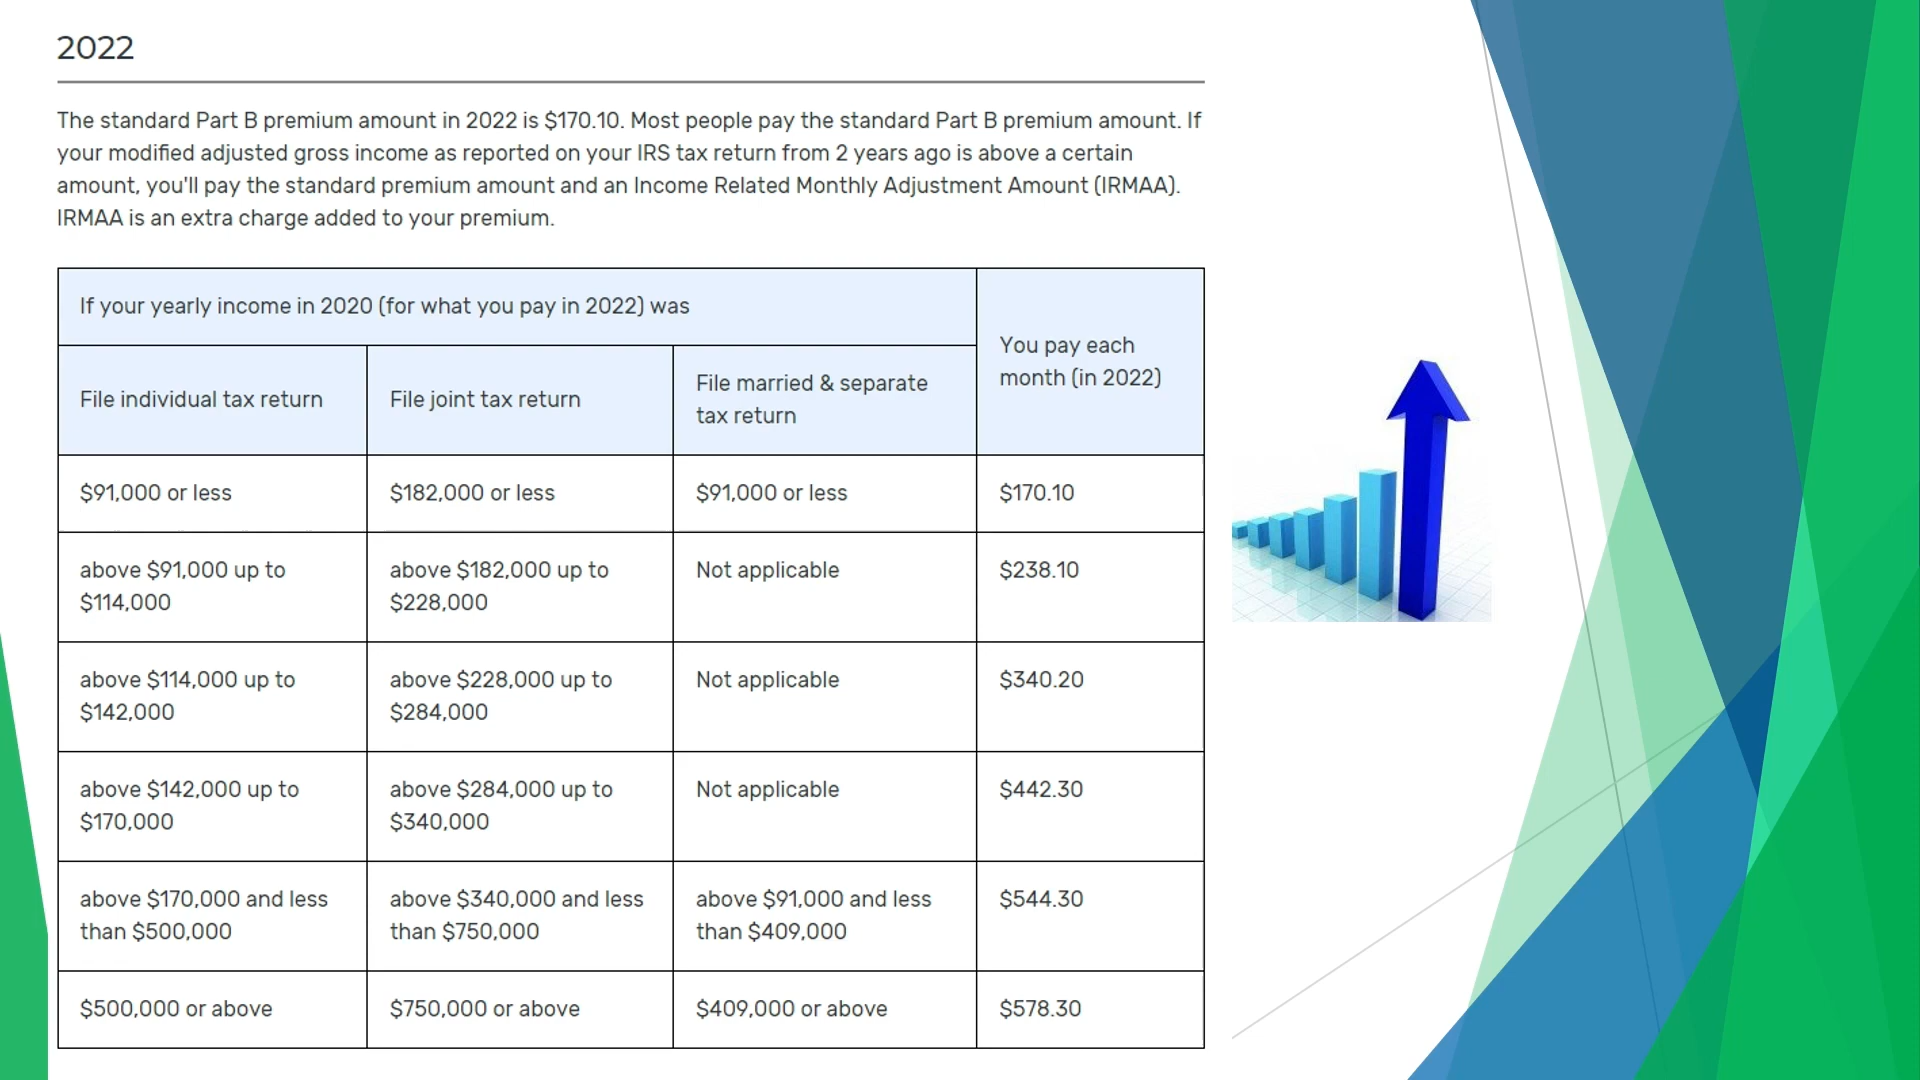 2022
The standard Part B premium amount in 2022 is $170.10. Most people pay the standard Part B premium amount. If
your modified adjusted gross income as reported on your IRS tax return from 2 years ago is above a certain
amount, you'll pay the standard premium amount and an Income Related Monthly Adjustment Amount (IRMAA).
IRMAA is an extra charge added to your premium.
If your yearly income in 2020 (for what you pay in 2022) was
You pay each
month (in 2022)
File individual tax return
File joint tax return
File married & separate
tax return
$91,000 or less
$182,000 or less
$91,000 or less
$170.10
above $91,000 up to
$114,000
above $182,000 up to
$228,000
Not applicable
$238.10
above $114,000 up to
$142,000
above $228,000 up to
$284,000
Not applicable
$340.20
above $142,000 up to
$170,000
above $284,000 up to
$340,000
Not applicable
$442.30
above $170,000 and less
than $500,000
above $340,000 and less
than $750,000
above $91,000 and less
than $409,000
$544.30
$500,000 or above
$750,000 or above
$409,000 or above
$578.30